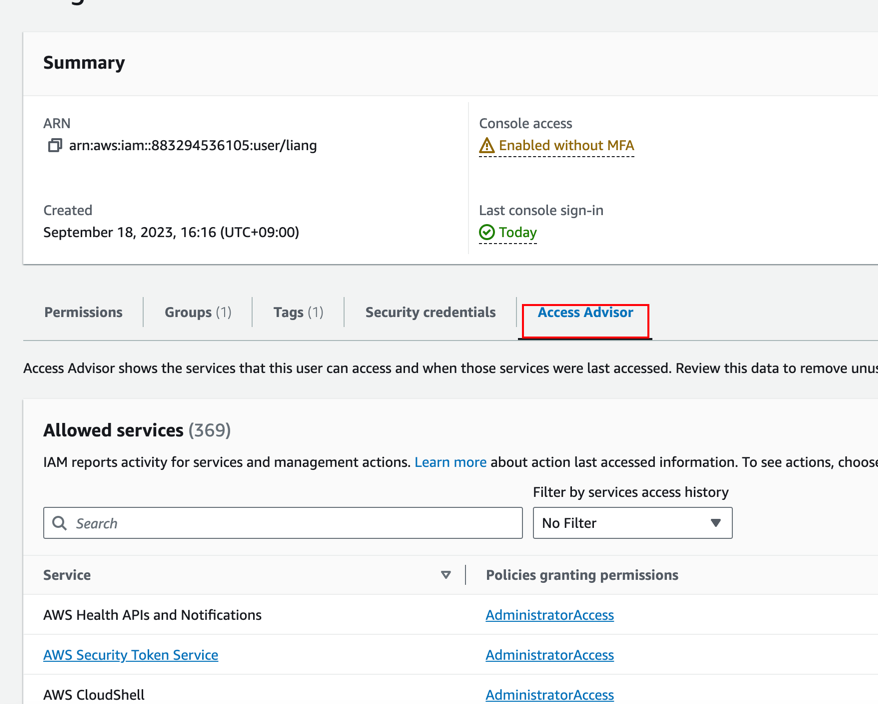 Summary
ARN
arn:aws:iam::883294536105:user/liang
Console access
Enabled without MFA
Created
September 18, 2023, 16:16 (UTC+09:00)
Last console sign-in
Today
Permissions
Groups (1)
Tags (1)
Security credentials
Access Advisor
Access Advisor shows the services that this user can access and when those services were last accessed. Review this data to remove
Allowed services (369)
IAM reports activity for services and management actions. Learn more about action last accessed information. To see actions, choose
Filter by services access history
Search
No Filter
Service
Policies granting permissions
AWS Health APIs and Notifications
AdministratorAccess
AWS Security Token Service
AdministratorAccess
AWS CloudShell
AdministratorAccess